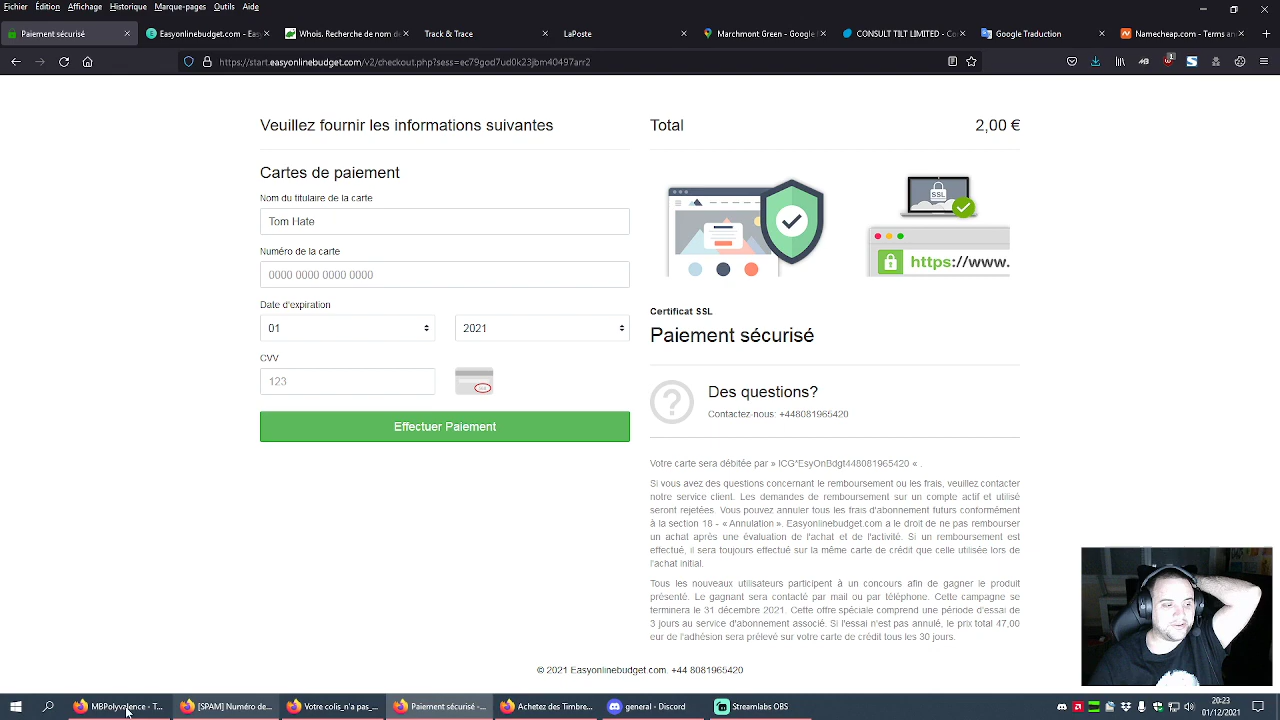 Fichier Édition Affichage Historique Marque-pages Outils Aide
Paiement sécurisé
Easyonlinebudget.com - Eas
Whois. Recherche de nom de
Track & Trace
LaPoste
Marchmont Green - Google
CONSULT TILT LIMITED - Co
Google Traduction
Namecheap.com - Terms an
https://start.easyonlinebudget.com/v2/checkout.php?sess=ec79god7ud0k23jbm40497arr2
Veuillez fournir les informations suivantes
Total 2,00 €
Cartes de paiement
Nom du titulaire de la carte
Tom Hate
Numéro de la carte
0000 0000 0000 0000
Date d'expiration
01 2021
CVV
123
Effectuer Paiement
SSL
https://www.
Certificat SSL
Paiement sécurisé
Des questions?
Contactez-nous: +448081965420
Votre carte sera débitée par » ICG*EsyOnBdgt448081965420 « .
Si vous avez des questions concernant le remboursement ou les frais, veuillez contacter
notre service client. Les demandes de remboursement sur un compte actif et utilisé
seront rejetées. Vous pouvez annuler tous les frais d'abonnement futurs conformément
à la section 18 - « Annulation ». Easyonlinebudget.com a le droit de ne pas rembourser
un achat après une évaluation de l'achat et de l'activité. Si un remboursement est
effectué, il sera toujours effectué sur la même carte de crédit que celle utilisée lors de
l'achat initial.
Tous les nouveaux utilisateurs participent à un concours afin de gagner le produit
présenté. Le gagnant sera contacté par mail ou par téléphone. Cette campagne se
terminera le 31 décembre 2021. Cette offre spéciale comprend une période d'essai de
3 jours au service d'abonnement associé. Si l'essai n'est pas annulé, le prix total 47,00
eur de l'adhésion sera prélevé sur votre carte de crédit tous les 30 jours.
© 2021 Easyonlinebudget.com. +44 8081965420
[SPAM] Numéro de...
Votre colis_n'a pas_...
Paiement sécurisé -...
Achetez des Timbre...
general - Discord
Streamlabs OBS
20:23
01/12/2021